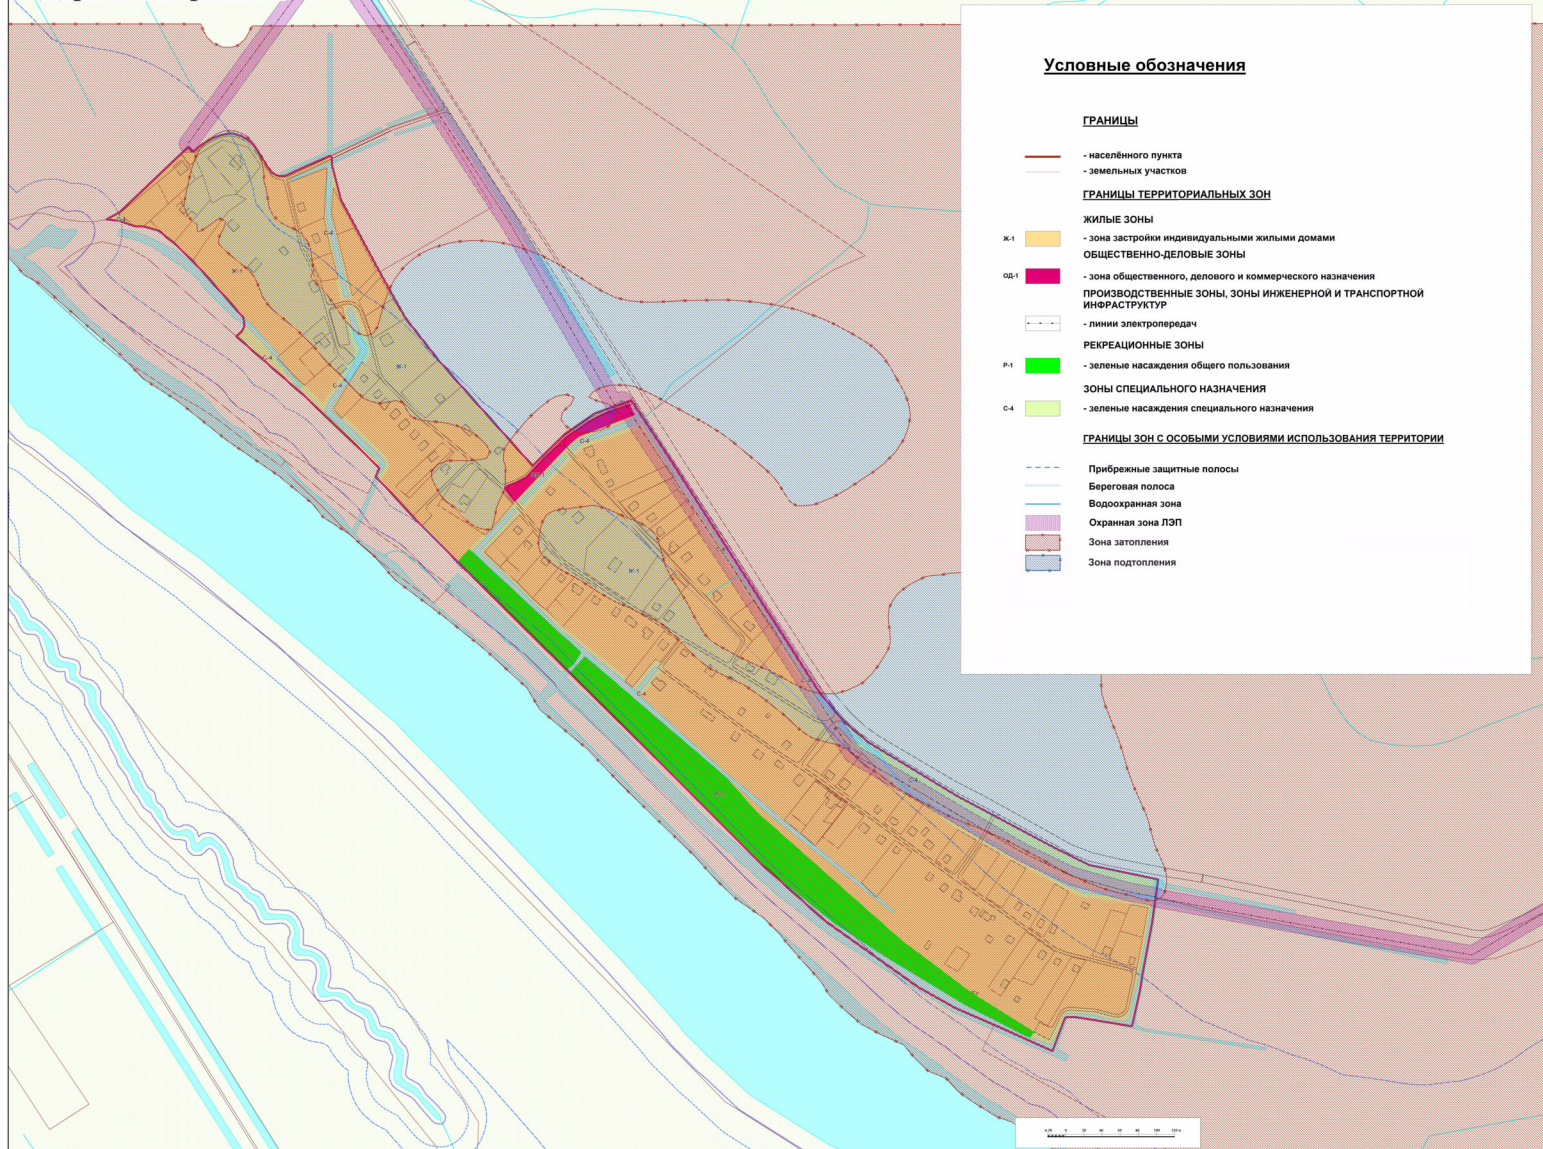 Условные обозначения
ГРАНИЦЫ
- населённого пункта
- земельных участков
ГРАНИЦЫ ТЕРРИТОРИАЛЬНЫХ ЗОН
ЖИЛЫЕ ЗОНЫ
Ж-1 - зона застройки индивидуальными жилыми домами
ОБЩЕСТВЕННО-ДЕЛОВЫЕ ЗОНЫ
ОД-1 - зона общественного, делового и коммерческого назначения
ПРОИЗВОДСТВЕННЫЕ ЗОНЫ, ЗОНЫ ИНЖЕНЕРНОЙ И ТРАНСПОРТНОЙ
ИНФРАСТРУКТУР
- линии электропередач
РЕКРЕАЦИОННЫЕ ЗОНЫ
Р-1 - зеленые насаждения общего пользования
ЗОНЫ СПЕЦИАЛЬНОГО НАЗНАЧЕНИЯ
С-4 - зеленые насаждения специального назначения
ГРАНИЦЫ ЗОН С ОСОБЫМИ УСЛОВИЯМИ ИСПОЛЬЗОВАНИЯ ТЕРРИТОРИИ
Прибрежные защитные полосы
Береговая полоса
Водоохранная зона
Охранная зона ЛЭП
Зона затопления
Зона подтопления
С-4
Ж-1
С-4
Ж-1
С-4
С-4
Ж-1
С-4